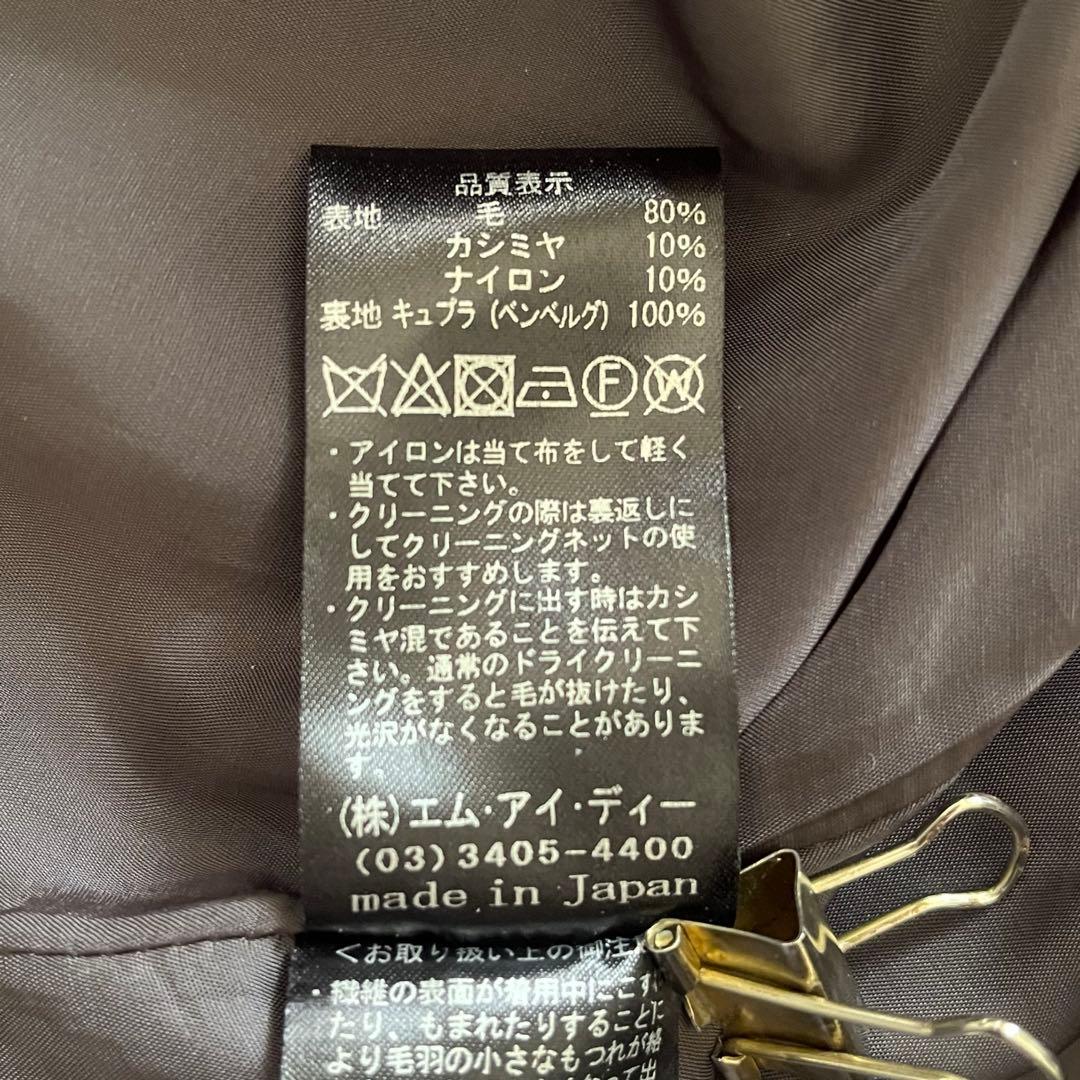 品質表示
表地 毛 80%
カシミヤ 10%
ナイロン 10%
裏地 キュプラ (ベンベルグ) 100%
F W
・アイロンは当て布をして軽く
当てて下さい。
・クリーニングの際は裏返しに
してクリーニングネットの使
用をおすすめします。
・クリーニングに出す時はカシ
ミヤ混であることを伝えて下
さい。通常のドライクリーニ
ングをすると毛が抜けたり、
光沢がなくなることがありま
す。
(株)エム・アイ・ディー
(03)3405-4400
made in Japan
<お取り扱い上の御注
・繊維の表面が着用中にこす
たり、もまれたりすることに
より毛羽の小さなもつれが絡